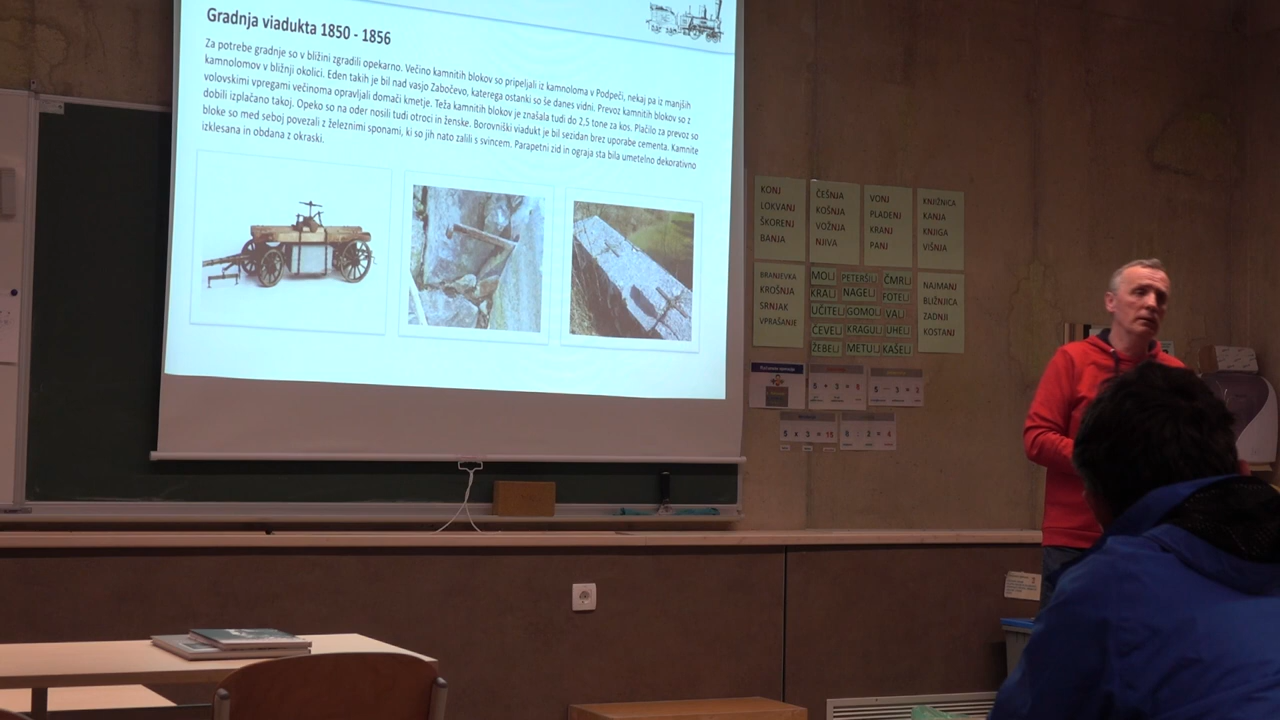 Gradnja viadukta 1850 - 1856
Za potrebe gradnje so v bližini zgradili opekarno. Večino kamnitih blokov so pripeljali iz kamnoloma v Podpeči, nekaj pa iz manjših
kamnolomov v bližnji okolici. Eden takih je bil nad vasjo Zabočevo, katerega ostanki so še danes vidni. Prevoz kamnitih blokov so z
volovskimi vpregami večinoma opravljali domači kmetje. Teža kamnitih blokov je znašala tudi do 2,5 tone za kos. Plačilo za prevoz so
dobili izplačano takoj. Opeko so na oder nosili tudi otroci in ženske. Borovniški viadukt je bil sezidan brez uporabe cementa. Kamnite
bloke so med seboj povezali z železnimi sponami, ki so jih nato zalili s svincem. Parapetni zid in ograja sta bila umetelno dekorativno
izklesana in obdana z okraski.
KONJ
LOKVANJ
ŠKORENJ
BANJA
ČEŠNJA
KOŠNJA
VOŽNJA
NJIVA
VONJ
PLADENJ
KRANJ
PANJ
KNJIŽNICA
KANJA
KNJIGA
VIŠNJA
BRANJEVKA
KROŠNJA
SRNJAK
VPRAŠANJE
MOLJ PETERŠILJ ČMRLJ
KRALJ NAGELJ FOTELJ
UČITELJ GOMOLJ VALJ
ČEVELJ KRAGULJ UHELJ
ŽEBELJ METULJ KAŠELJ
NAJMANJ
BLIŽNJICA
ZADNJI
KOSTANJ
5 x 3 = 15